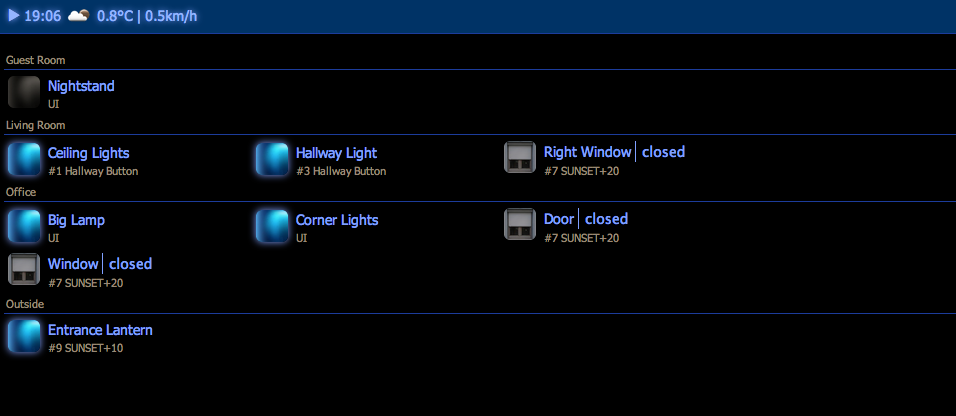 19:06 0.8°C | 0.5km/h
Guest Room
Nightstand
UI
Living Room
Ceiling Lights Hallway Light Right Window | closed
#1 Hallway Button #3 Hallway Button #7 SUNSET+20
Office
Big Lamp Corner Lights Door | closed
UI UI #7 SUNSET+20
Window | closed
#7 SUNSET+20
Outside
Entrance Lantern
#9 SUNSET+10